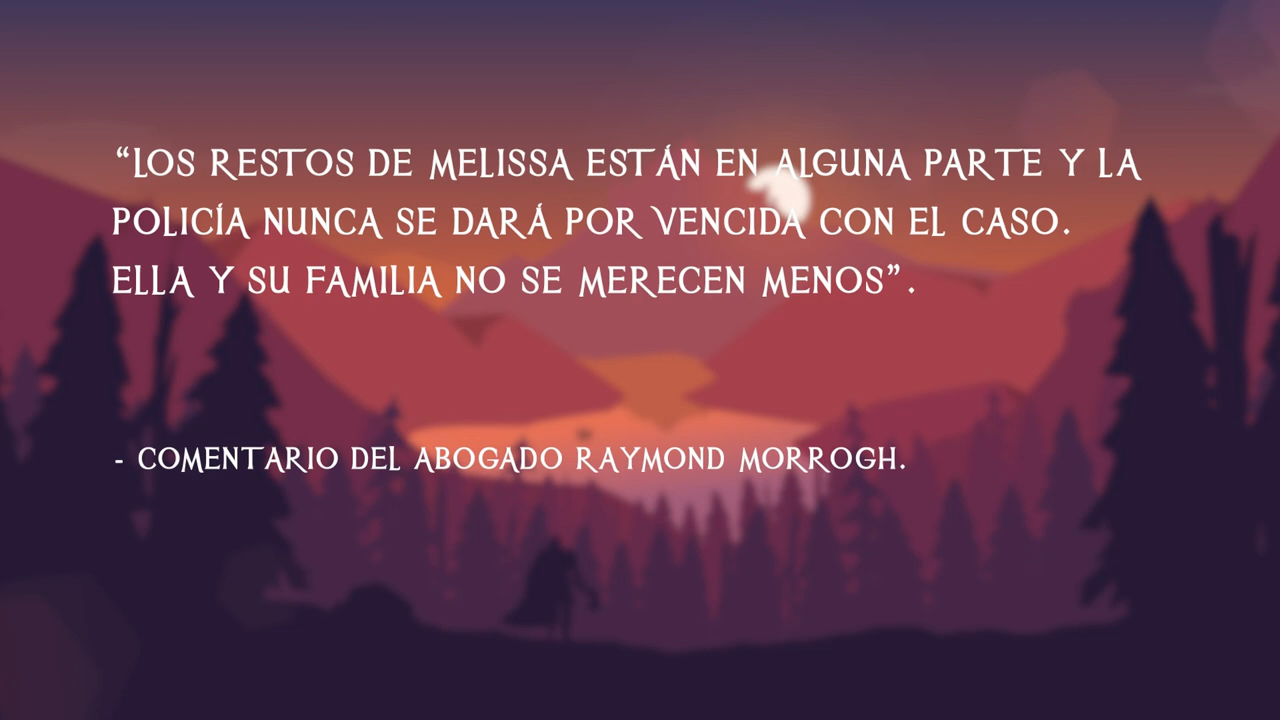 “LOS RESTOS DE MELISSA ESTÁN EN ALGUNA PARTE Y LA
POLICÍA NUNCA SE DARÁ POR VENCIDA CON EL CASO.
ELLA Y SU FAMILIA NO SE MERECEN MENOS”.
- COMENTARIO DEL ABOGADO RAYMOND MORROGH.